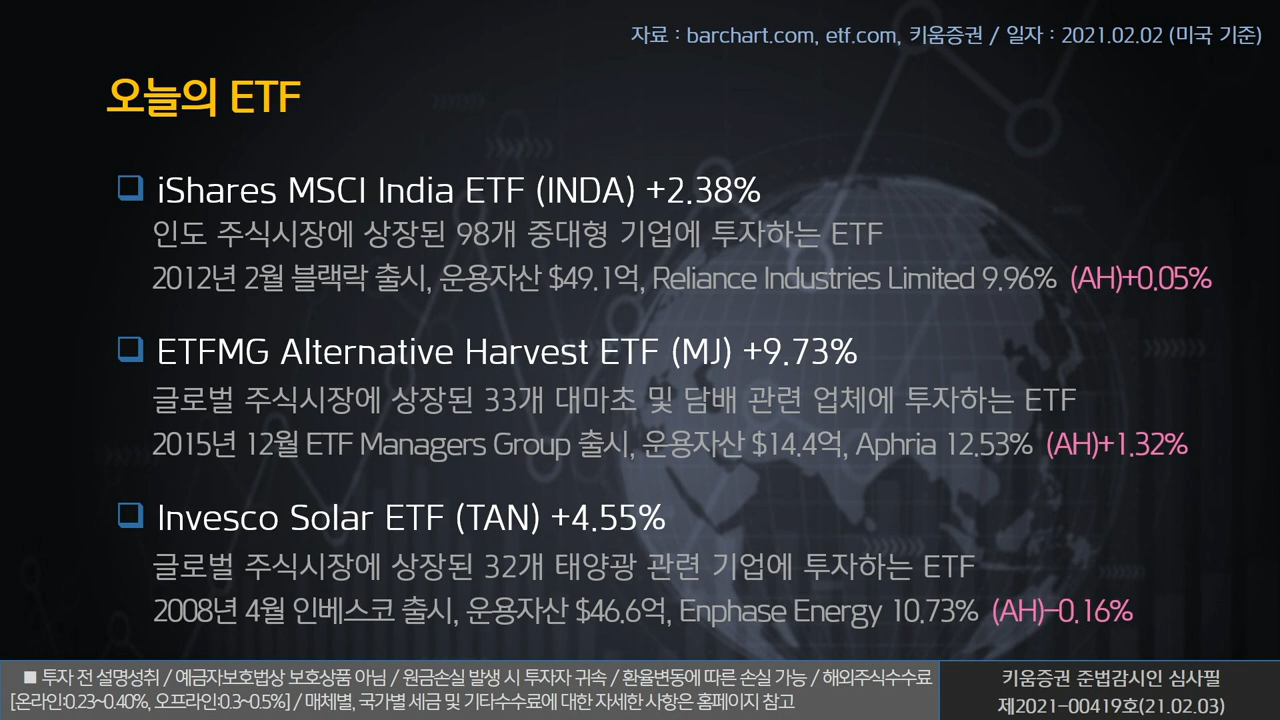 자료 : barchart.com, etf.com, 키움증권 / 일자 : 2021.02.02 (미국 기준)
오늘의 ETF
iShares MSCI India ETF (INDA) +2.38%
인도 주식시장에 상장된 98개 중대형 기업에 투자하는 ETF
2012년 2월 블랙락 출시, 운용자산 $49.1억, Reliance Industries Limited 9.96% (AH)+0.05%
ETFMG Alternative Harvest ETF (MJ) +9.73%
글로벌 주식시장에 상장된 33개 대마초 및 담배 관련 업체에 투자하는 ETF
2015년 12월 ETF Managers Group 출시, 운용자산 $14.4억, Aphria 12.53% (AH)+1.32%
Invesco Solar ETF (TAN) +4.55%
글로벌 주식시장에 상장된 32개 태양광 관련 기업에 투자하는 ETF
2008년 4월 인베스코 출시, 운용자산 $46.6억, Enphase Energy 10.73% (AH)-0.16%
■ 투자 전 설명성취 / 예금자보호법상 보호상품 아님 / 원금손실 발생 시 투자자 귀속 / 환율변동에 따른 손실 가능 / 해외주식수수료
[온라인:0.23~0.40%, 오프라인:0.3~0.5%] / 매체별, 국가별 세금 및 기타수수료에 대한 자세한 사항은 홈페이지 참고
키움증권 준법감시인 심사필
제2021-00419호(21.02.03)